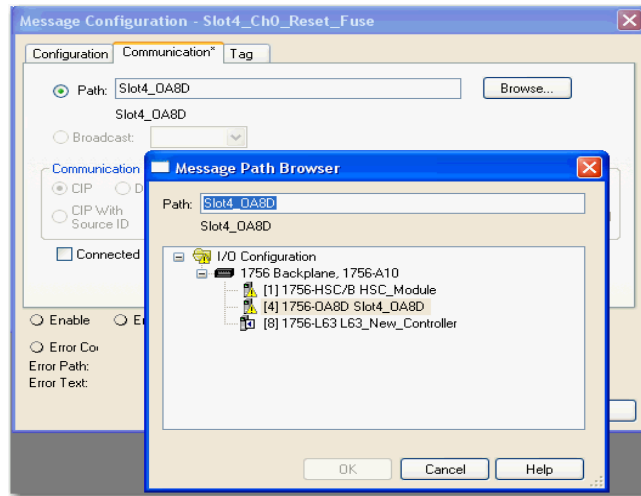 Message Configuration - Slot4_Ch0_Reset_Fuse
Configuration Communication* Tag
Path: Slot4_OA8D Browse...
Slot4_OA8D
Broadcast:
Communication
CIP D
CIP With
Source ID
Connected
Enable
Error
Error Path:
Error Text:
Message Path Browser
Path: Slot4_OA8D
Slot4_OA8D
I/O Configuration
1756 Backplane, 1756-A10
[1] 1756-HSC/B HSC_Module
[4] 1756-OA8D Slot4_OA8D
[8] 1756-L63 L63_New_Controller
OK Cancel Help